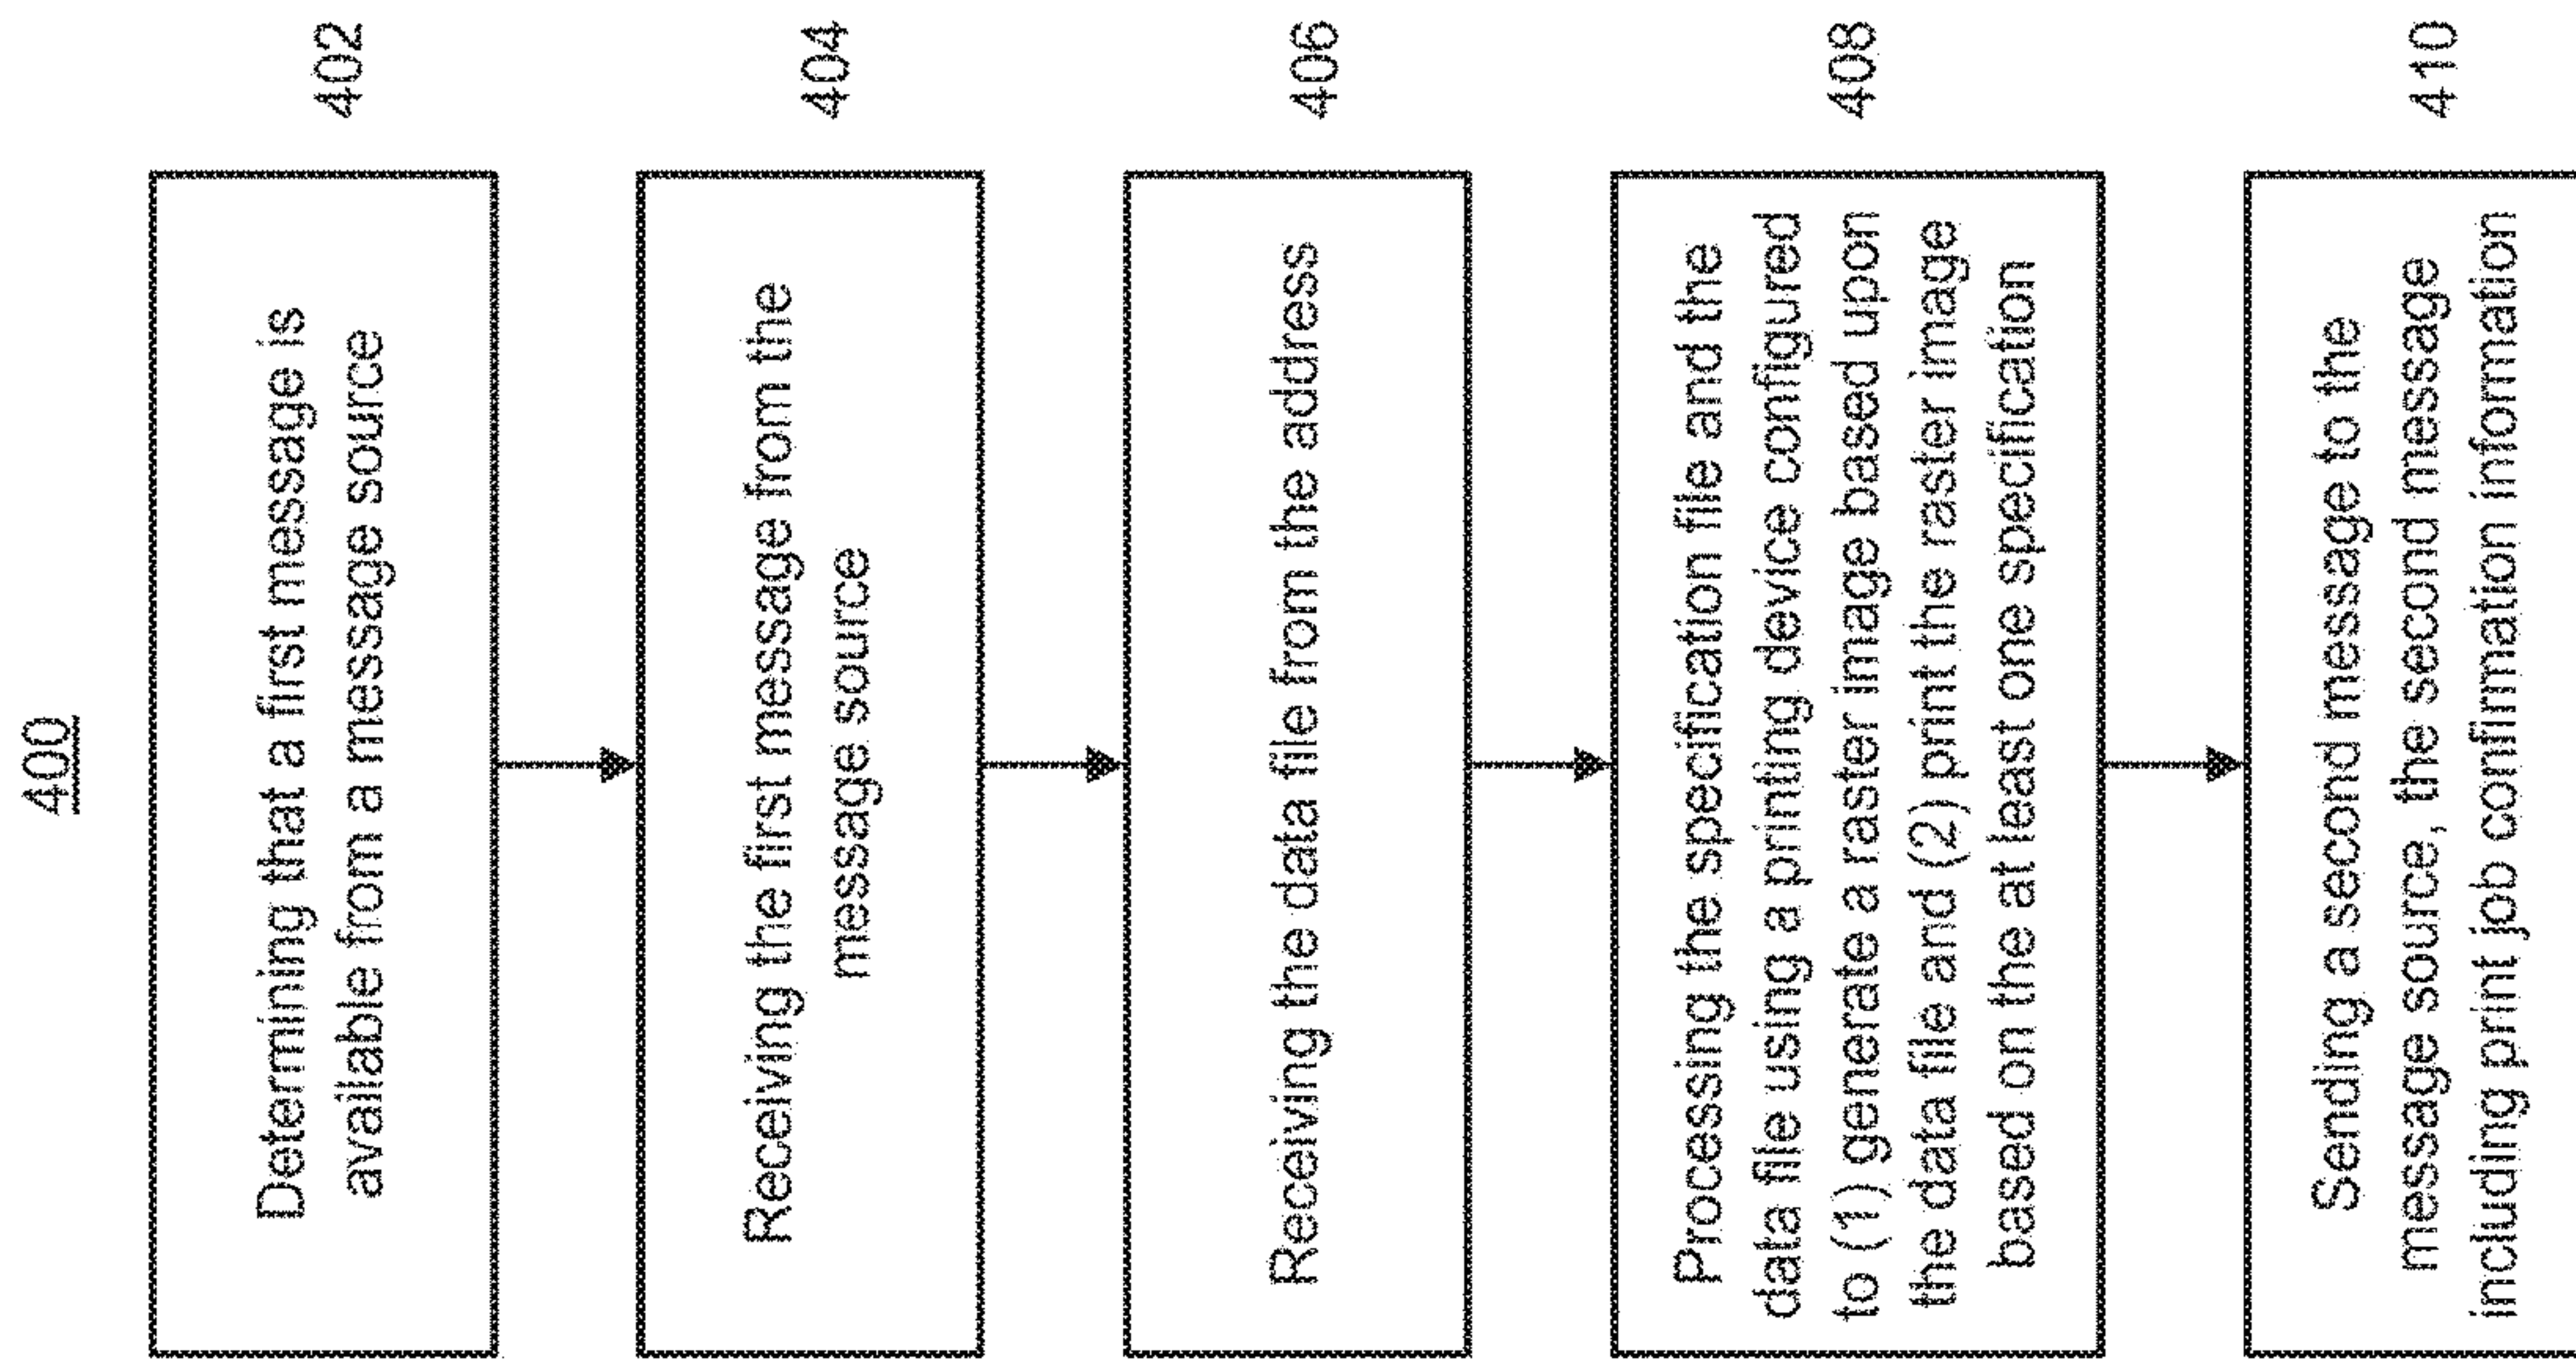 400
Determining that a first message is
available from a message source
402
Receiving the first message from the
message source
404
Receiving the data file from the address
406
Processing the specification file and the
data file using a printing device configured
to (1) generate a raster image based upon
the data file and (2) print the raster image
based on the at least one specification
408
Sending a second message to the
message source, the second message
including print job confirmation information
410